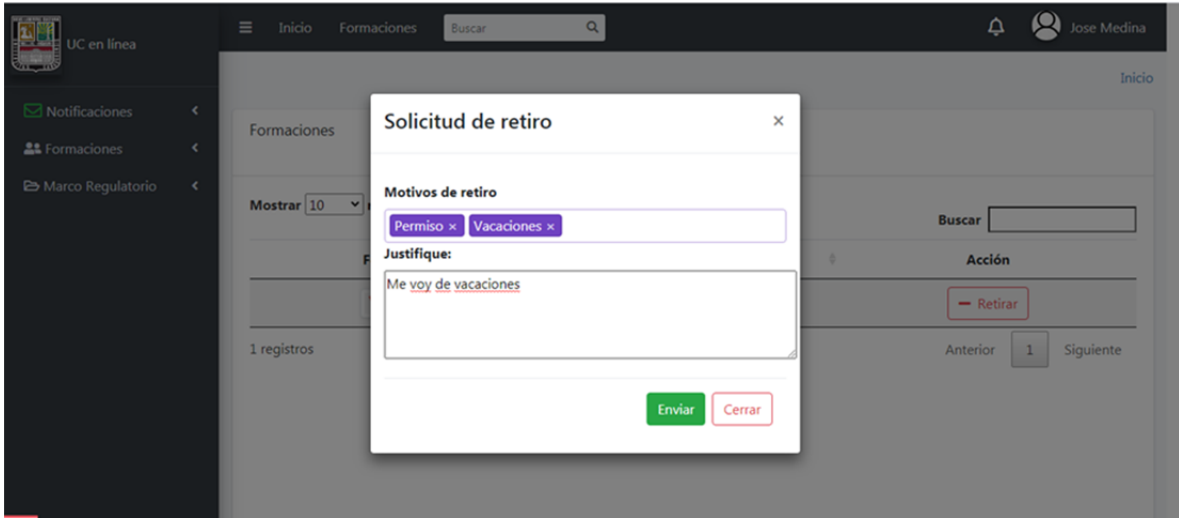 UC en línea
Inicio Formaciones Buscar Jose Medina
Inicio
Notificaciones
Formaciones
Marco Regulatorio
Formaciones
Mostrar 10
Buscar
Acción
Retirar
1 registros
Anterior 1 Siguiente
Solicitud de retiro ×
Motivos de retiro
Permiso × Vacaciones ×
Justifique:
Me voy de vacaciones
Enviar Cerrar